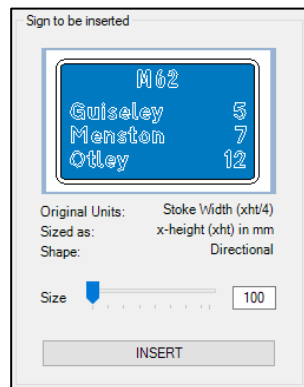 Sign to be inserted
M62
Guiseley 5
Menston 7
Otley 12
Original Units: Stoke Width (xht/4)
Sized as: x-height (xht) in mm
Shape: Directional
Size 100
INSERT